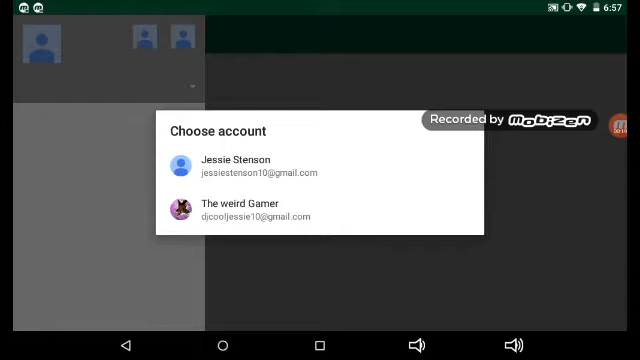 6:57
Recorded by mobizen
Choose account
Jessie Stenson
jessiestenson10@gmail.com
The weird Gamer
djcooljessie10@gmail.com